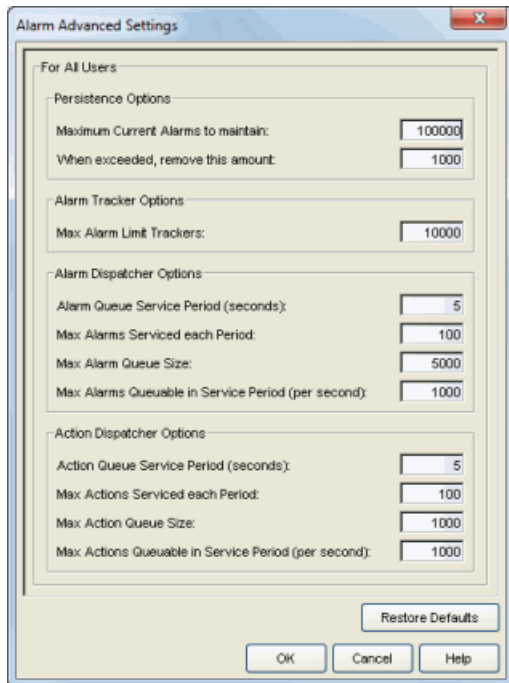 Alarm Advanced Settings
For All Users
Persistence Options
Maximum Current Alarms to maintain: 100000
When exceeded, remove this amount: 1000
Alarm Tracker Options
Max Alarm Limit Trackers: 10000
Alarm Dispatcher Options
Alarm Queue Service Period (seconds): 5
Max Alarms Serviced each Period: 100
Max Alarm Queue Size: 5000
Max Alarms Queuable in Service Period (per second): 1000
Action Dispatcher Options
Action Queue Service Period (seconds): 5
Max Actions Serviced each Period: 100
Max Action Queue Size: 1000
Max Actions Queuable in Service Period (per second): 1000
Restore Defaults
OK Cancel Help